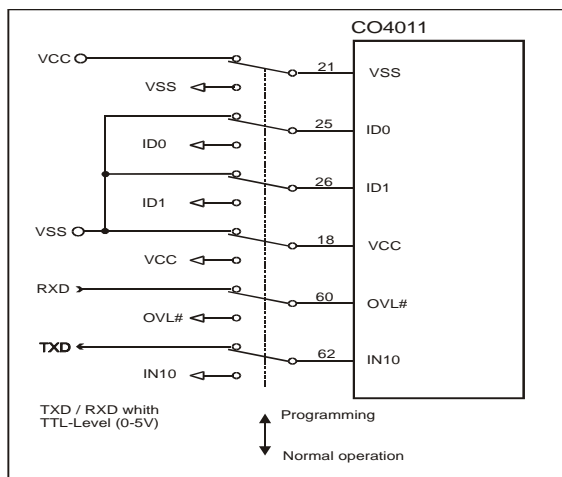 CO4011
VCC
21
VSS
VSS
25
ID0
ID0
26
ID1
ID1
VSS
18
VCC
VCC
RXD
60
OVL#
OVL#
TXD
62
IN10
IN10
TXD / RXD whith
TTL-Level (0-5V)
Programming
Normal operation